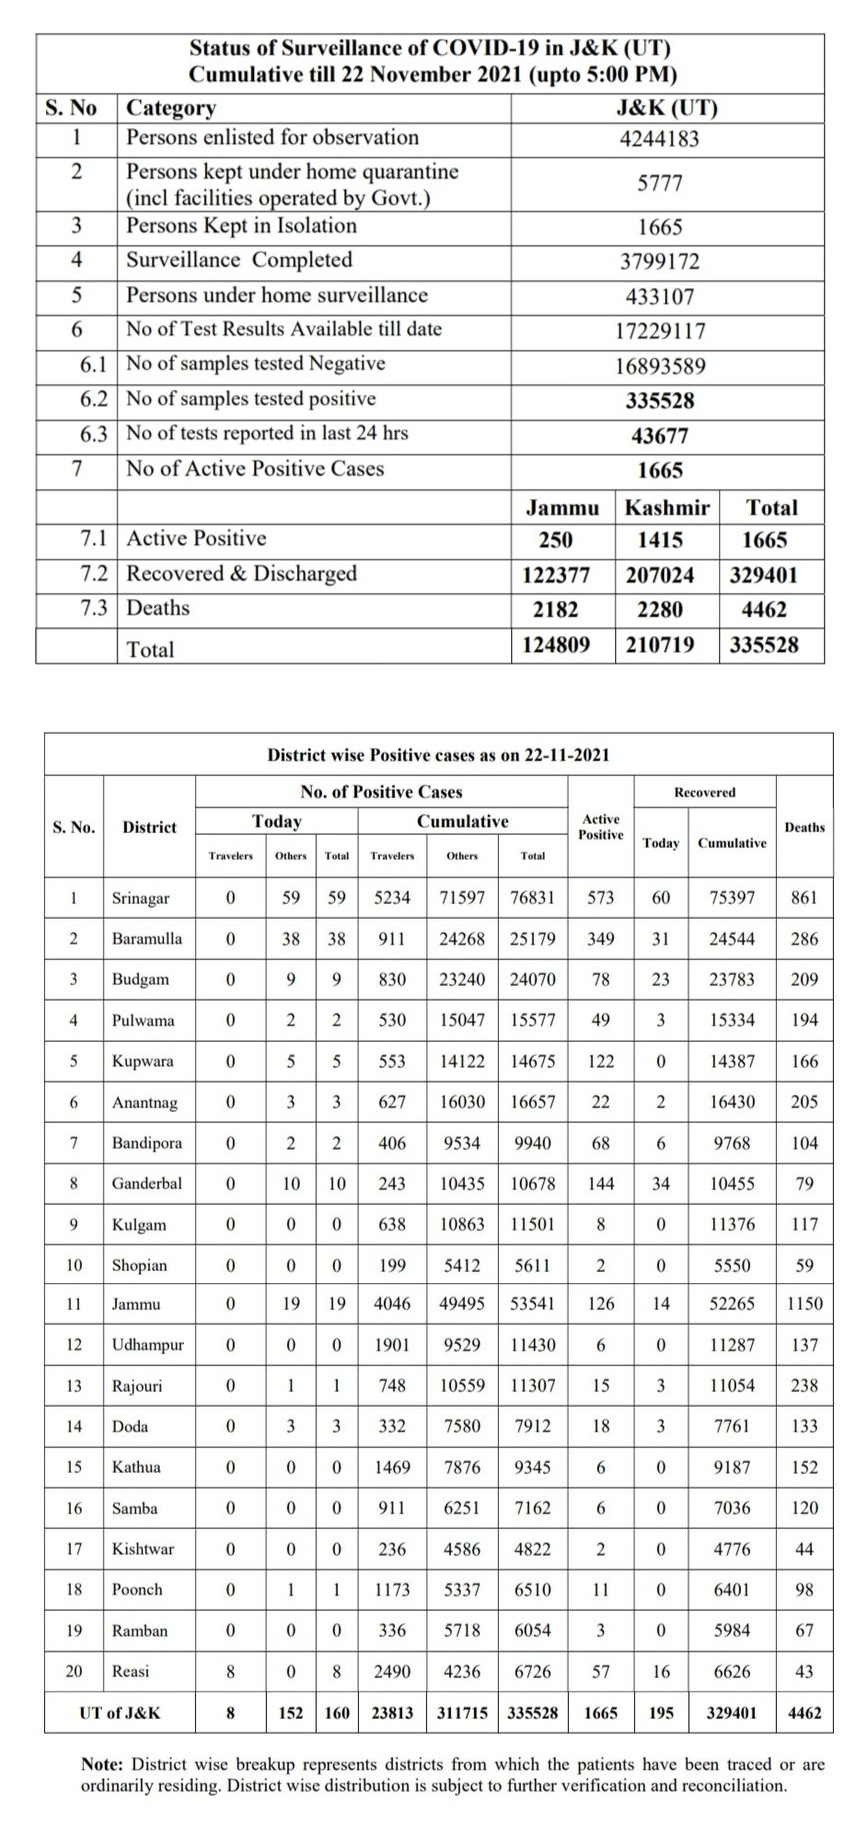 Status of Surveillance of COVID-19 in J&K (UT)
Cumulative till 22 November 2021 (upto 5:00 PM)
S. No Category J&K (UT)
1 Persons enlisted for observation 4244183
2 Persons kept under home quarantine
(incl facilities operated by Govt.) 5777
3 Persons Kept in Isolation 1665
4 Surveillance Completed 3799172
5 Persons under home surveillance 433107
6 No of Test Results Available till date 17229117
6.1 No of samples tested Negative 16893589
6.2 No of samples tested positive 335528
6.3 No of tests reported in last 24 hrs 43677
7 No of Active Positive Cases 1665
Jammu Kashmir Total
7.1 Active Positive 250 1415 1665
7.2 Recovered & Discharged 122377 207024 329401
7.3 Deaths 2182 2280 4462
Total 124809 210719 335528
District wise Positive cases as on 22-11-2021
No. of Positive Cases Recovered
S. No. District Today Cumulative Active
Positive Deaths
Today Cumulative
Travelers Others Total Travelers Others Total
1 Srinagar 0 59 59 5234 71597 76831 573 60 75397 861
2 Baramulla 0 38 38 911 24268 25179 349 31 24544 286
3 Budgam 0 9 9 830 23240 24070 78 23 23783 209
4 Pulwama 0 2 2 530 15047 15577 49 3 15334 194
5 Kupwara 0 5 5 553 14122 14675 122 0 14387 166
6 Anantnag 0 3 3 627 16030 16657 22 2 16430 205
7 Bandipora 0 2 2 406 9534 9940 68 6 9768 104
8 Ganderbal 0 10 10 243 10435 10678 144 34 10455 79
9 Kulgam 0 0 0 638 10863 11501 8 0 11376 117
10 Shopian 0 0 0 199 5412 5611 2 0 5550 59
11 Jammu 0 19 19 4046 49495 53541 126 14 52265 1150
12 Udhampur 0 0 0 1901 9529 11430 6 0 11287 137
13 Rajouri 0 1 1 748 10559 11307 15 3 11054 238
14 Doda 0 3 3 332 7580 7912 18 3 7761 133
15 Kathua 0 0 0 1469 7876 9345 6 0 9187 152
16 Samba 0 0 0 911 6251 7162 6 0 7036 120
17 Kishtwar 0 0 0 236 4586 4822 2 0 4776 44
18 Poonch 0 1 1 1173 5337 6510 11 0 6401 98
19 Ramban 0 0 0 336 5718 6054 3 0 5984 67
20 Reasi 8 0 8 2490 4236 6726 57 16 6626 43
UT of J&K 8 152 160 23813 311715 335528 1665 195 329401 4462
Note: District wise breakup represents districts from which the patients have been traced or are
ordinarily residing. District wise distribution is subject to further verification and reconciliation.